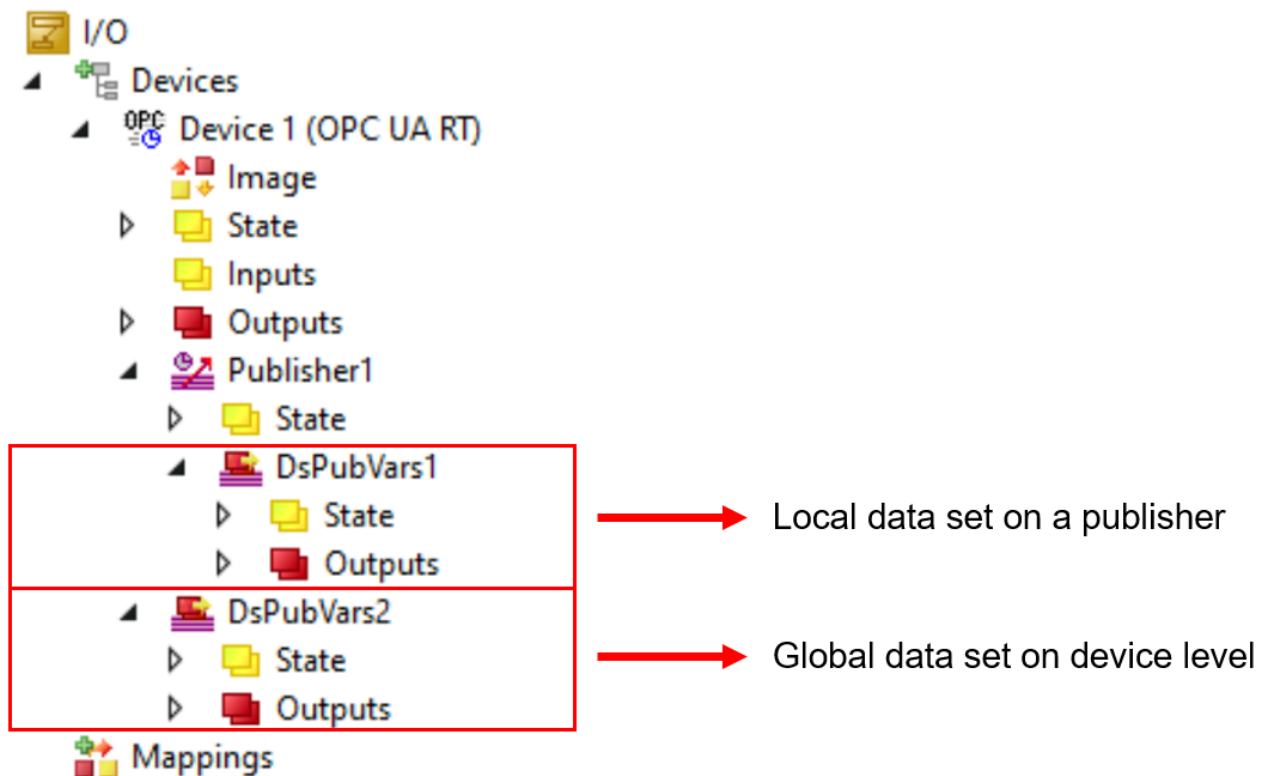 I/O
Devices
OPC
Device 1 (OPC UA RT)
Image
State
Inputs
Outputs
Publisher1
State
DsPubVars1
State
Outputs
Local data set on a publisher
DsPubVars2
State
Outputs
Global data set on device level
Mappings